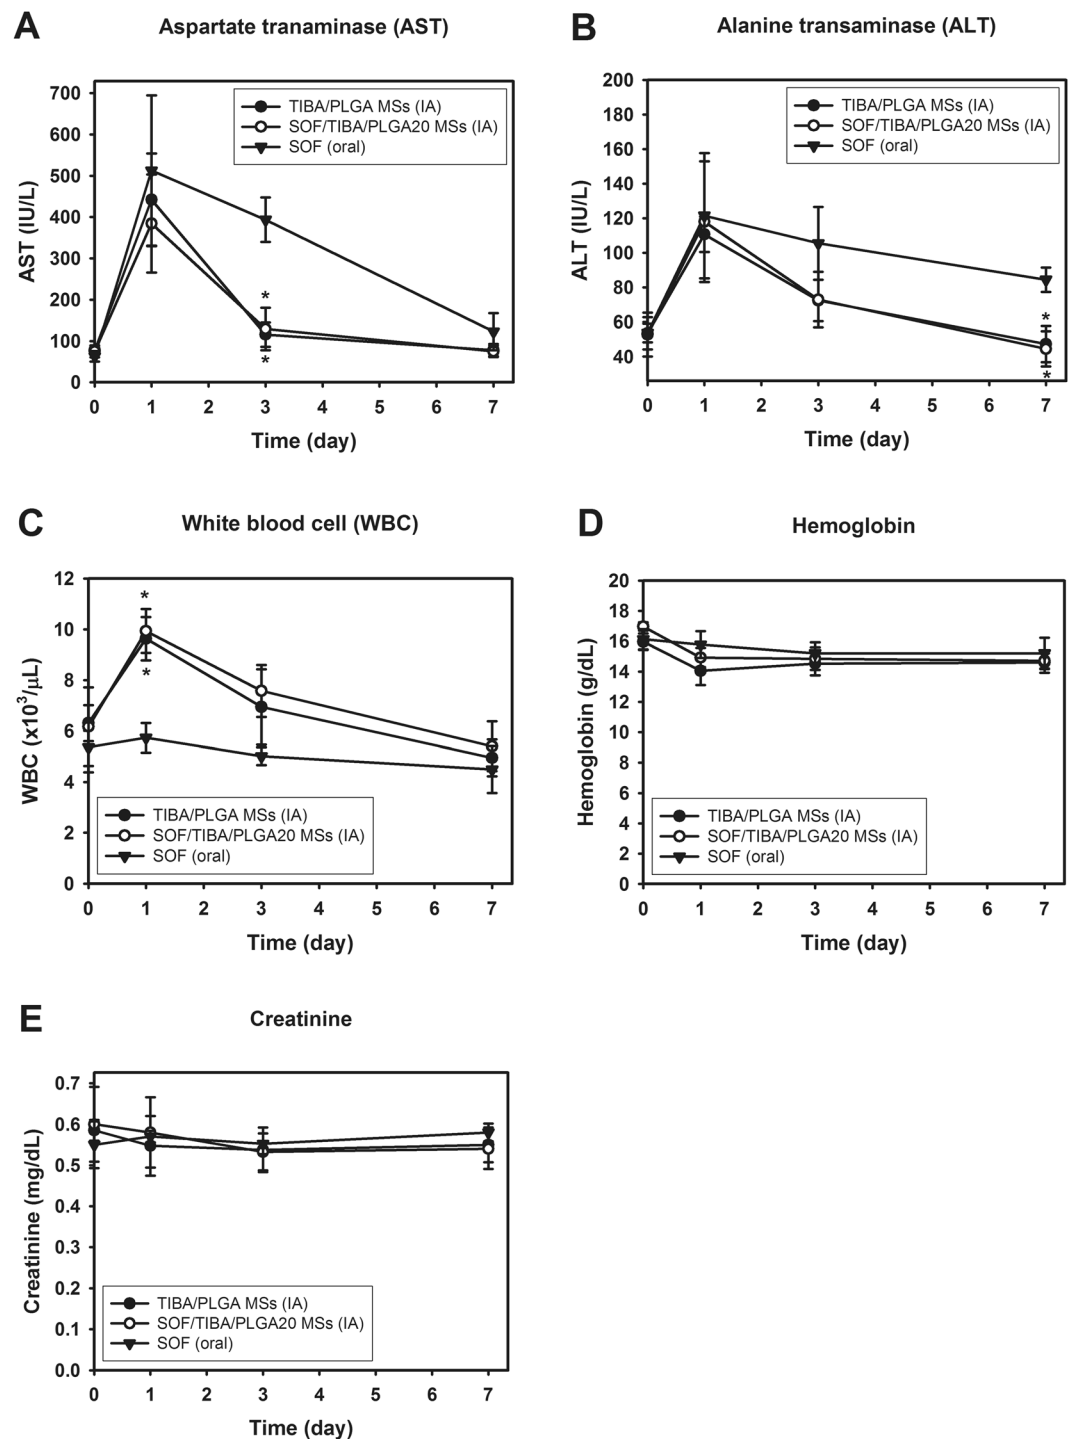 A
Aspartate tranaminase (AST)
AST (IU/L)
700
600
500
400
300
200
100
0
TIBA/PLGA MSs (IA)
SOF/TIBA/PLGA20 MSs (IA)
SOF (oral)
*
*
0 1 2 3 4 5 6 7
Time (day)
B
Alanine transaminase (ALT)
ALT (IU/L)
200
180
160
140
120
100
80
60
40
TIBA/PLGA MSs (IA)
SOF/TIBA/PLGA20 MSs (IA)
SOF (oral)
*
*
0 1 2 3 4 5 6 7
Time (day)
C
White blood cell (WBC)
WBC (x10³/μL)
12
10
8
6
4
2
0
*
*
TIBA/PLGA MSs (IA)
SOF/TIBA/PLGA20 MSs (IA)
SOF (oral)
0 1 2 3 4 5 6 7
Time (day)
D
Hemoglobin
Hemoglobin (g/dL)
20
18
16
14
12
10
8
6
4
2
0
TIBA/PLGA MSs (IA)
SOF/TIBA/PLGA20 MSs (IA)
SOF (oral)
0 1 2 3 4 5 6 7
Time (day)
E
Creatinine
Creatinine (mg/dL)
0.7
0.6
0.5
0.4
0.3
0.2
0.1
0.0
TIBA/PLGA MSs (IA)
SOF/TIBA/PLGA20 MSs (IA)
SOF (oral)
0 1 2 3 4 5 6 7
Time (day)